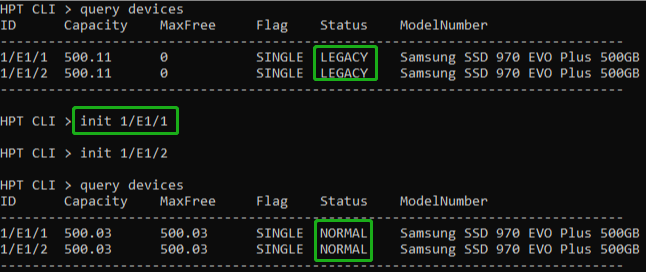 HPT CLI > query devices
ID Capacity MaxFree Flag Status ModelNumber
-------------------------------------------------------------------------------
1/E1/1 500.11 0 SINGLE LEGACY Samsung SSD 970 EVO Plus 500GB
1/E1/2 500.11 0 SINGLE LEGACY Samsung SSD 970 EVO Plus 500GB
-------------------------------------------------------------------------------
HPT CLI > init 1/E1/1
HPT CLI > init 1/E1/2
HPT CLI > query devices
ID Capacity MaxFree Flag Status ModelNumber
-------------------------------------------------------------------------------
1/E1/1 500.03 500.03 SINGLE NORMAL Samsung SSD 970 EVO Plus 500GB
1/E1/2 500.03 500.03 SINGLE NORMAL Samsung SSD 970 EVO Plus 500GB
-------------------------------------------------------------------------------